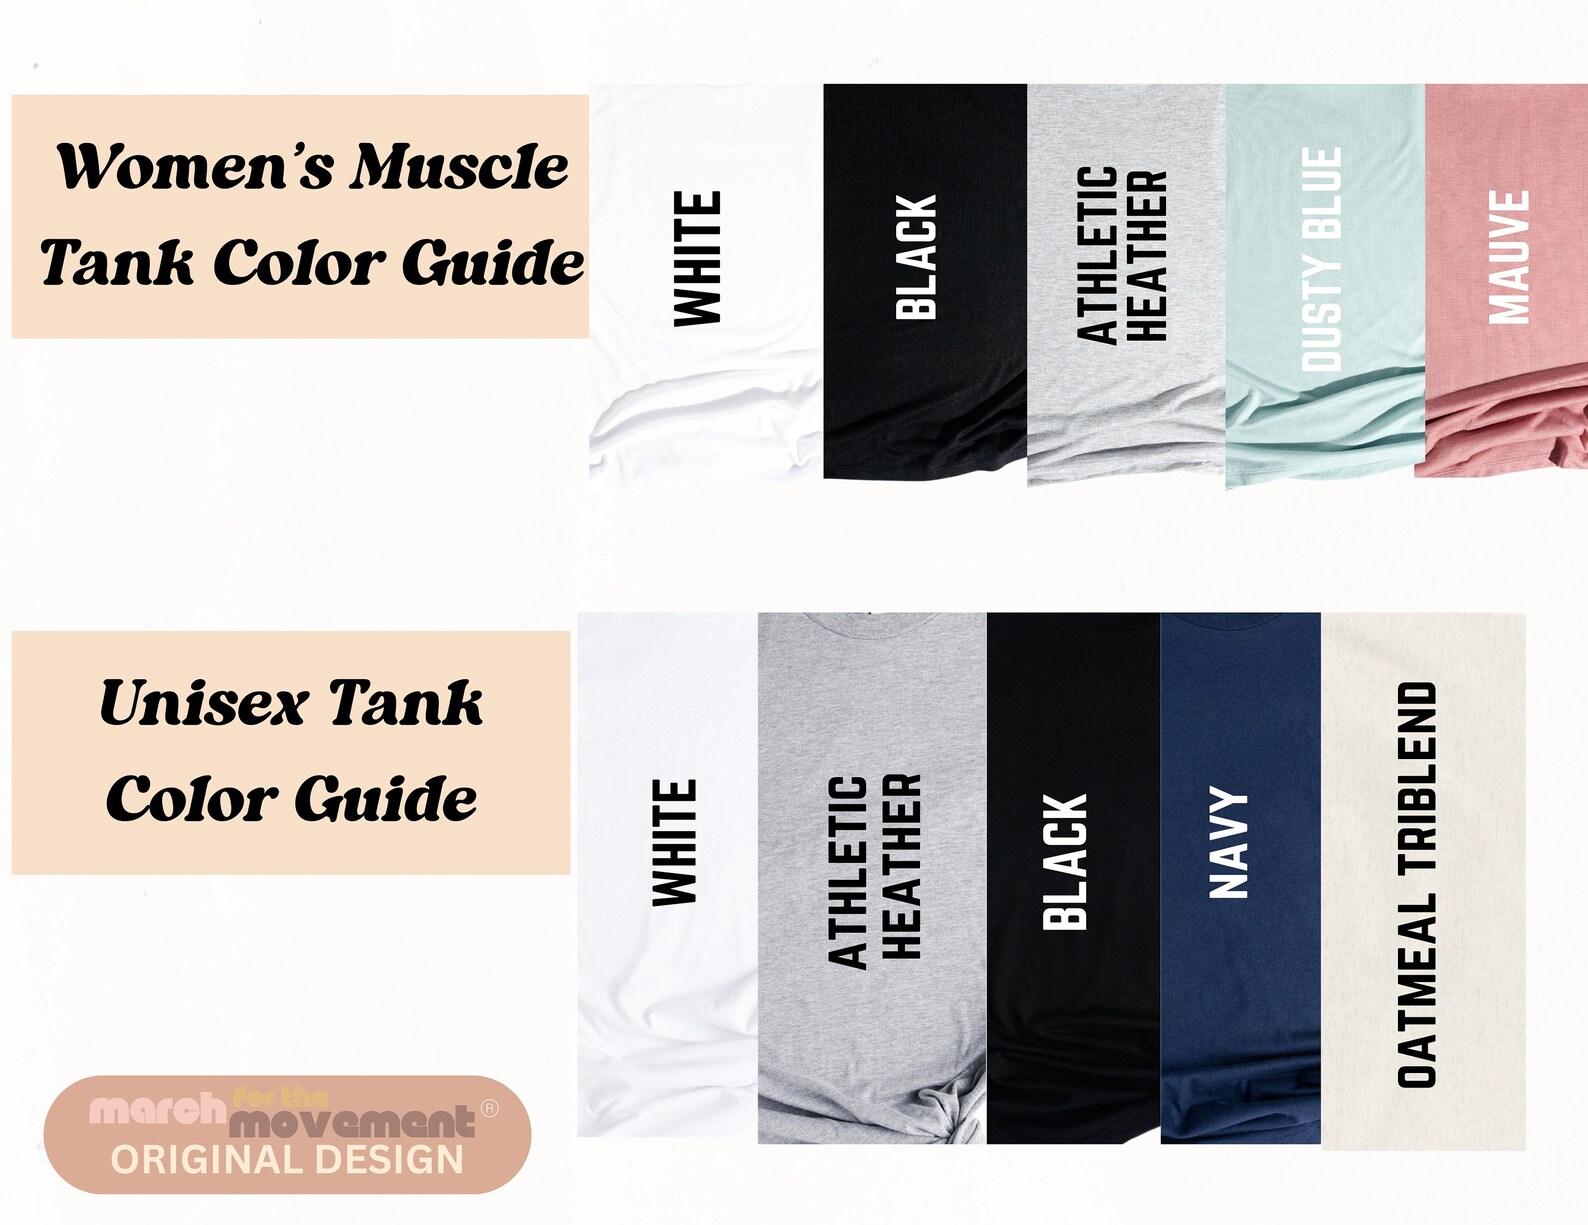 Women's Muscle
Tank Color Guide
WHITE
BLACK
ATHLETIC
HEATHER
DUSTY BLUE
MAUVE
Unisex Tank
Color Guide
WHITE
ATHLETIC
HEATHER
BLACK
NAVY
OATMEAL TRIBLEND
march for the
movement ®
ORIGINAL DESIGN